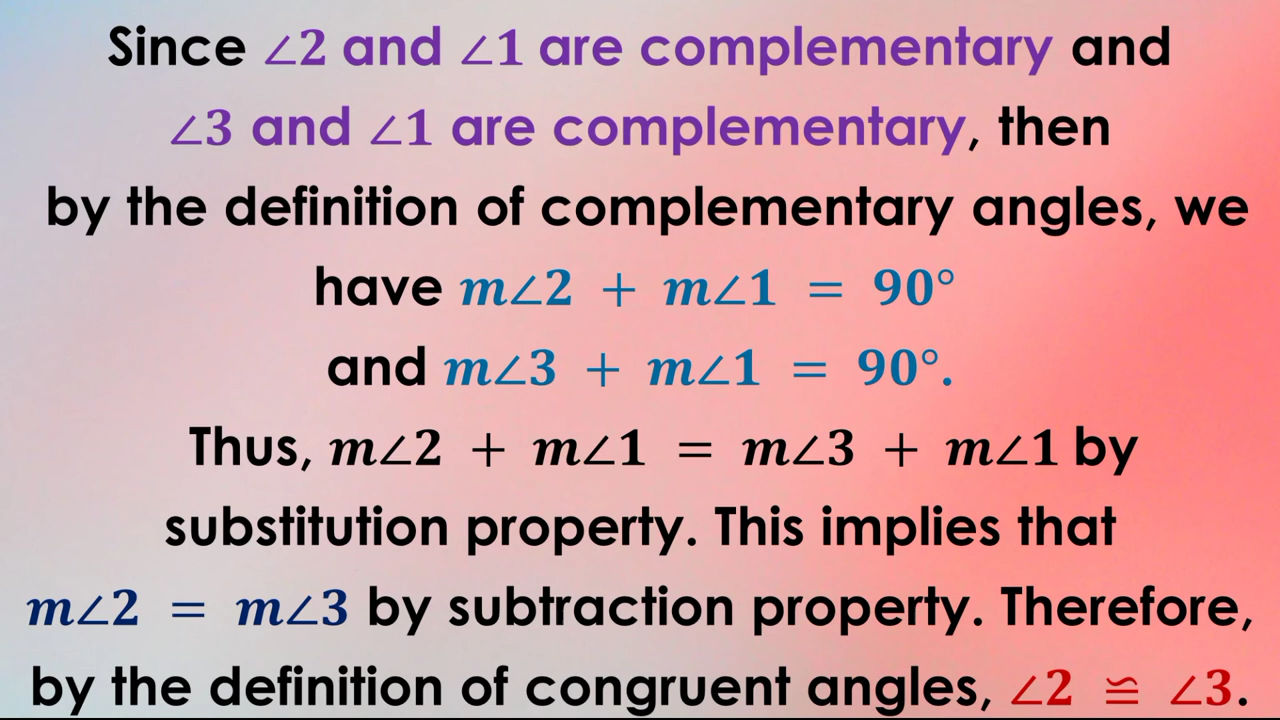 Since ∠2 and ∠1 are complementary and
∠3 and ∠1 are complementary, then
by the definition of complementary angles, we
have m∠2 + m∠1 = 90°
and m∠3 + m∠1 = 90°.
Thus, m∠2 + m∠1 = m∠3 + m∠1 by
substitution property. This implies that
m∠2 = m∠3 by subtraction property. Therefore,
by the definition of congruent angles, ∠2 ≌ ∠3.